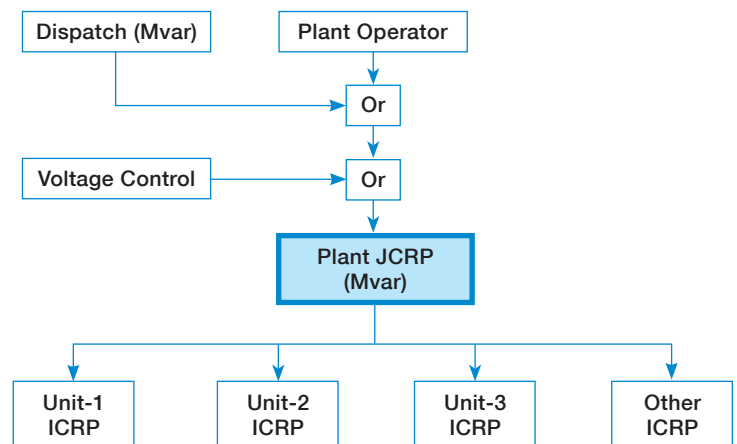 Dispatch (Mvar)
Plant Operator
Or
Voltage Control
Or
Plant JCRP
(Mvar)
Unit-1
ICRP
Unit-2
ICRP
Unit-3
ICRP
Other
ICRP